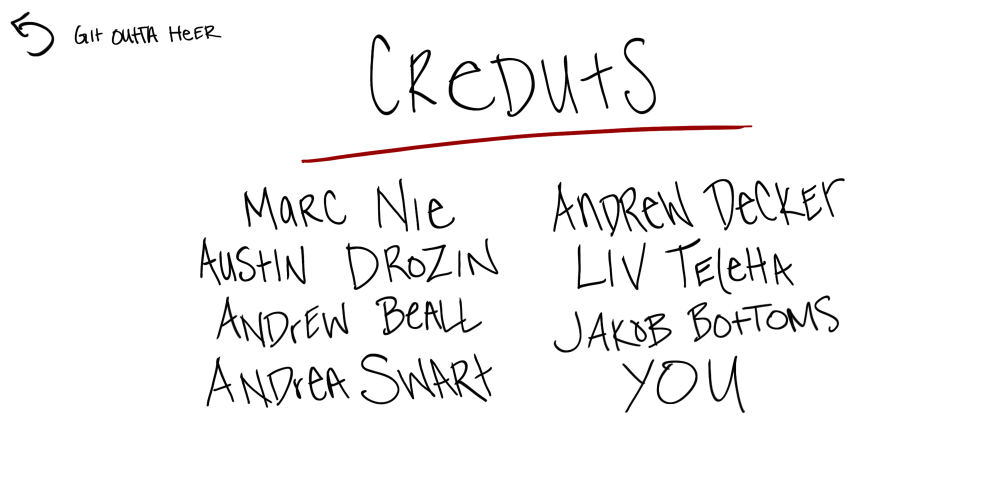 Git OuttA HeER
CReDutS
MaRC NIe
AuStIN DRoZIN
ANDrEW BeALL
ANDreA SWARt
AnDReW DeCKEr
LIV TeleHA
JAKOB BOtTOMS
YOU